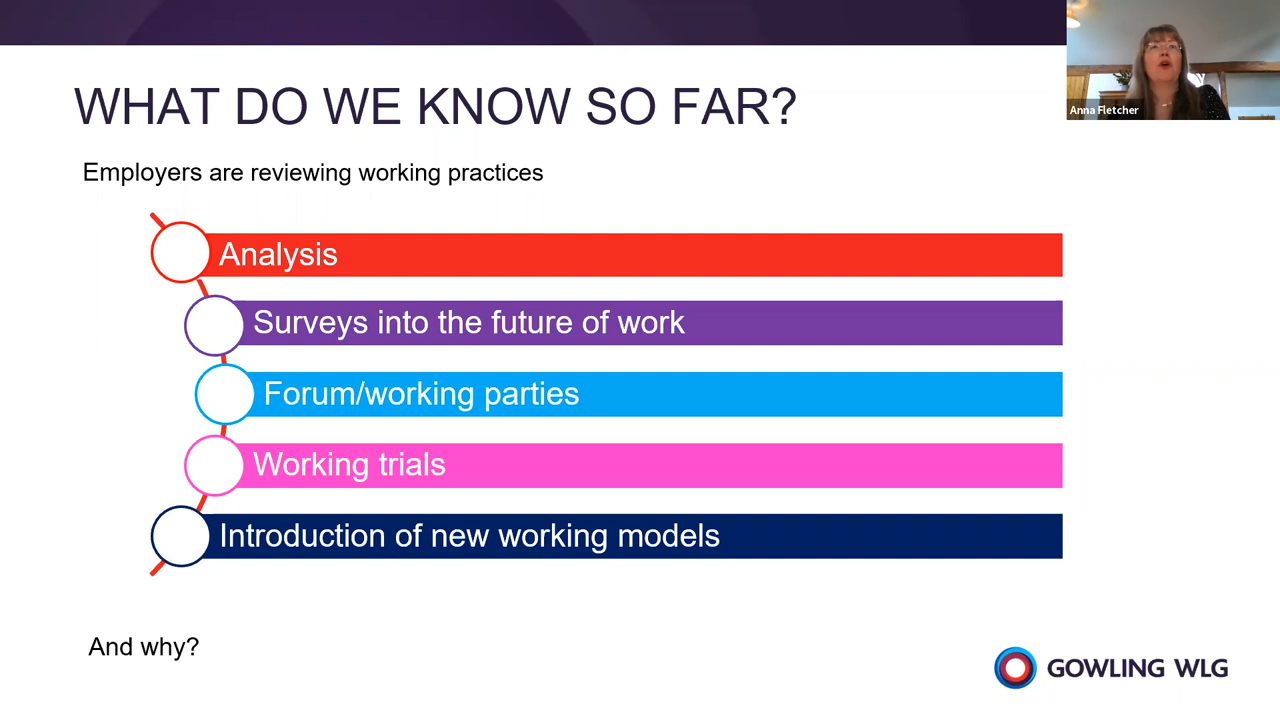 WHAT DO WE KNOW SO FAR?
Anna Fletcher
Employers are reviewing working practices
Analysis
Surveys into the future of work
Forum/working parties
Working trials
Introduction of new working models
And why?
GOWLING WLG